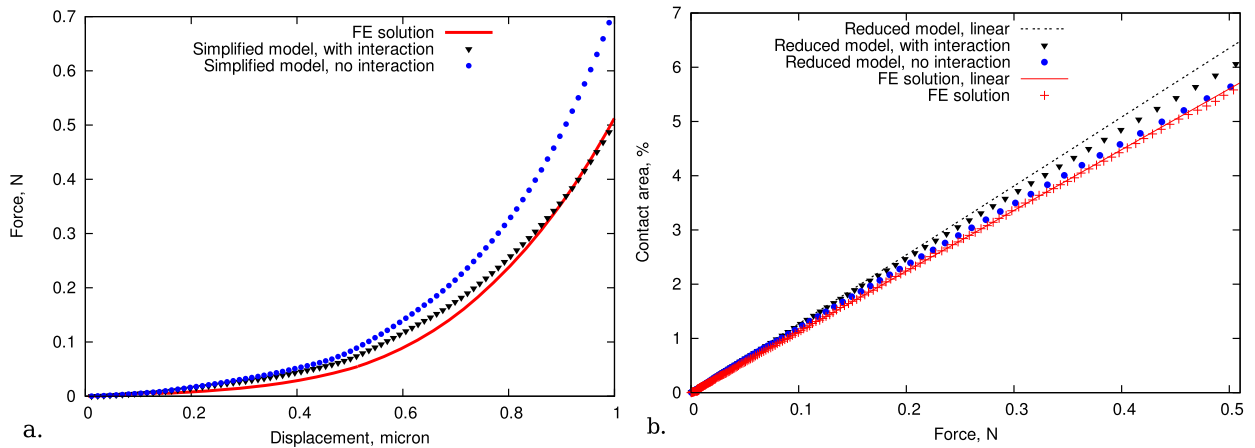 0.7
0.6
0.5
0.4
0.3
0.2
0.1
0
0
0.2
0.4
0.6
0.8
1
Force, N
Displacement, micron
FE solution
Simplified model, with interaction
Simplified model, no interaction
a.
7
6
5
4
3
2
1
0
0
0.1
0.2
0.3
0.4
0.5
Contact area, %
Force, N
Reduced model, linear
Reduced model, with interaction
Reduced model, no interaction
FE solution, linear
FE solution
b.